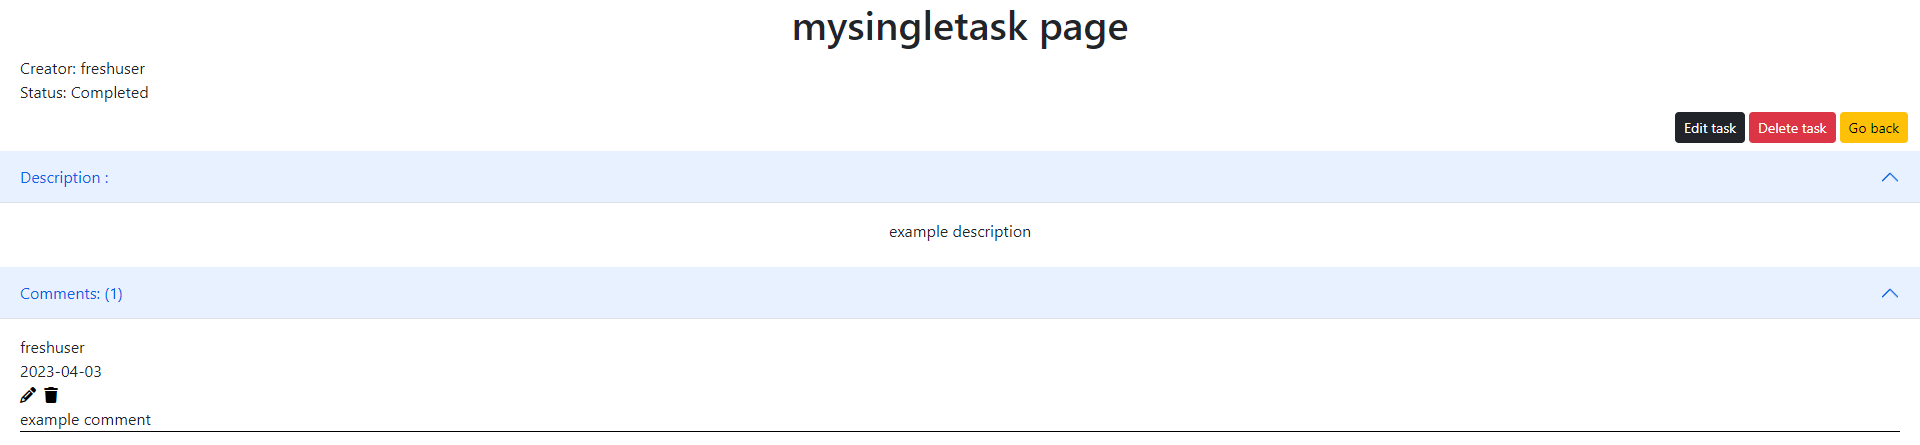 mysingletask page
Creator: freshuser
Status: Completed
Edit task Delete task Go back
Description :
example description
Comments: (1)
freshuser
2023-04-03
example comment